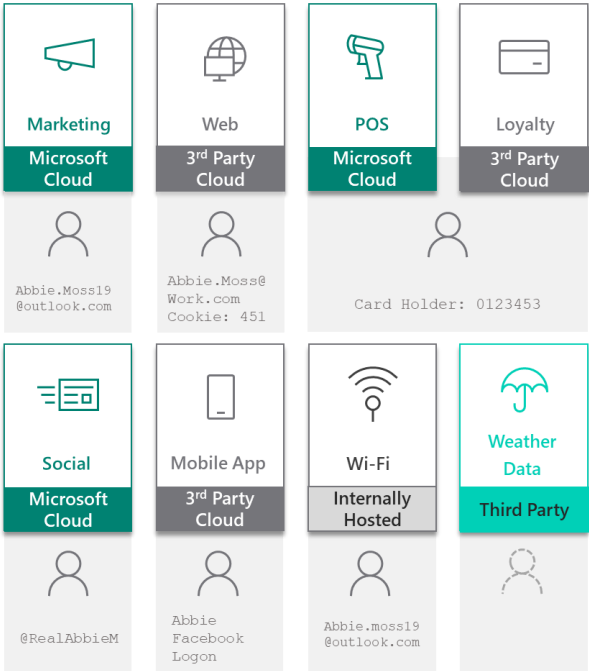 Marketing
Microsoft
Cloud
Abbie.Moss19
@outlook.com
Web
3rd Party
Cloud
Abbie.Moss@
Work.com
Cookie: 451
POS
Microsoft
Cloud
Loyalty
3rd Party
Cloud
Card Holder: 0123453
Social
Microsoft
Cloud
@RealAbbieM
Mobile App
3rd Party
Cloud
Abbie
Facebook
Logon
Wi-Fi
Internally
Hosted
Abbie.moss19
@outlook.com
Weather
Data
Third Party